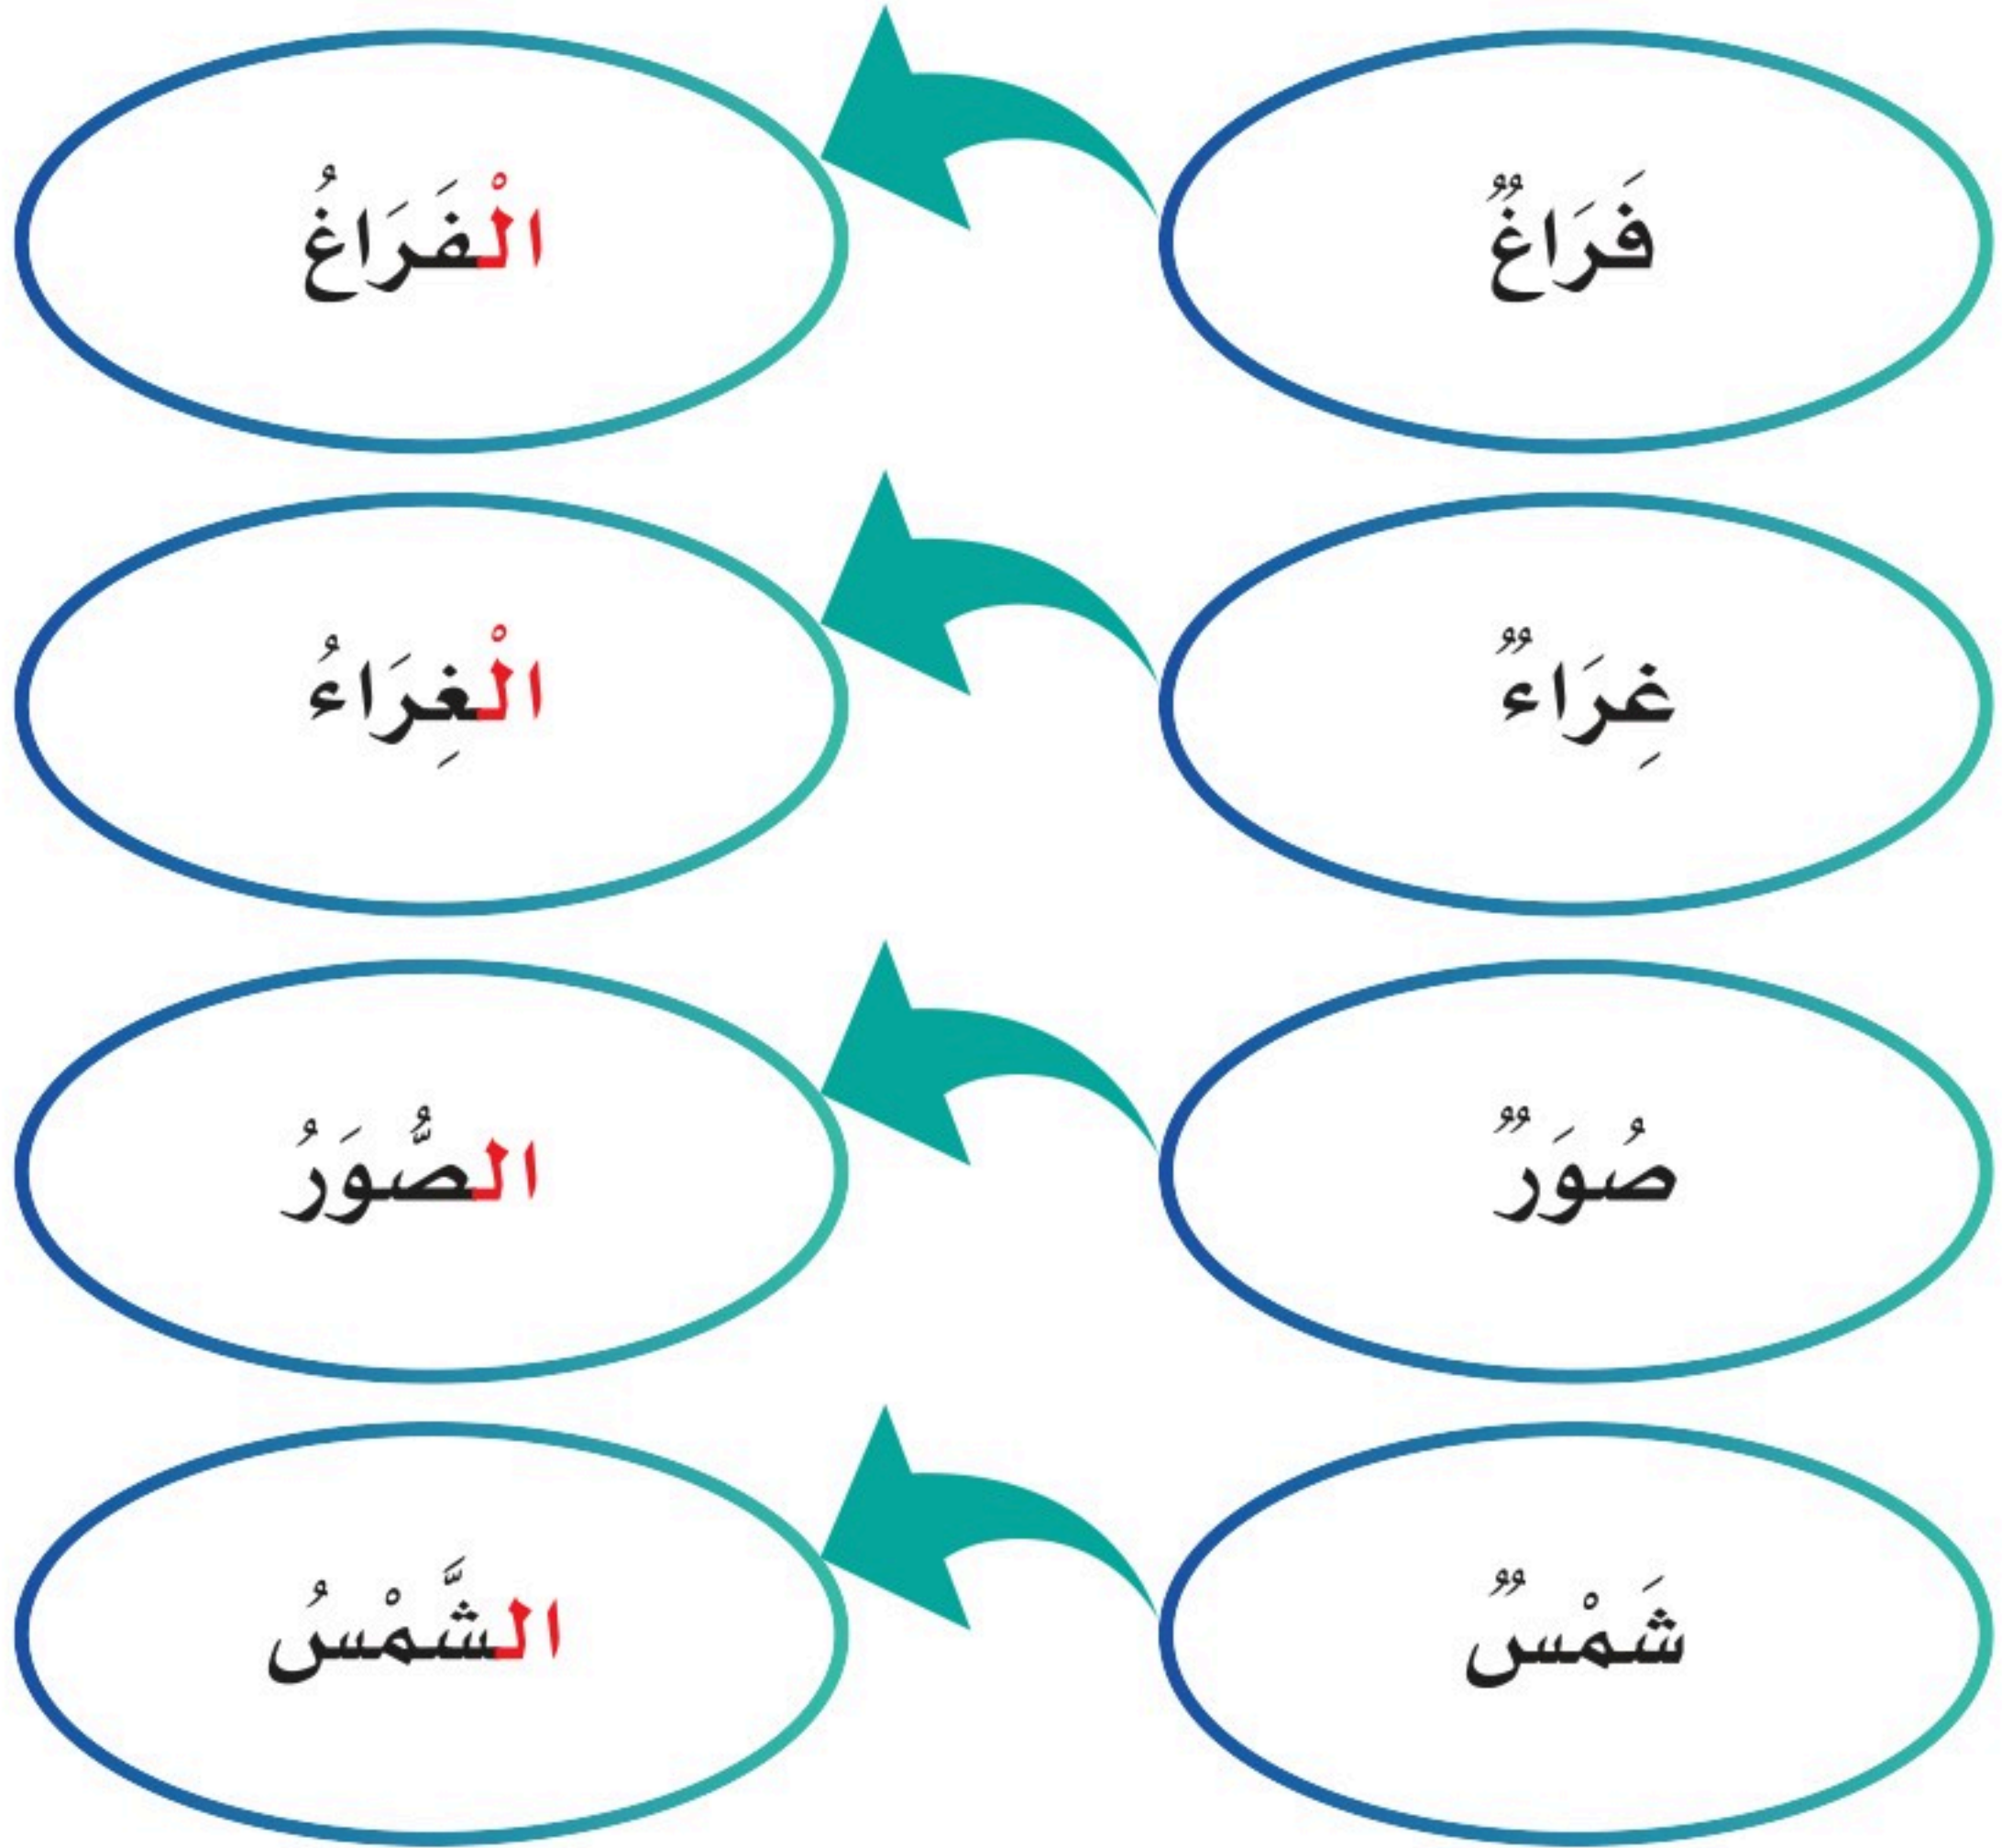 فَرَاغٌ الْفَرَاغُ
غِرَاءٌ الْغِرَاءُ
صُوَرٌ الصُّوَرُ
شَمْسٌ الشَّمْسُ